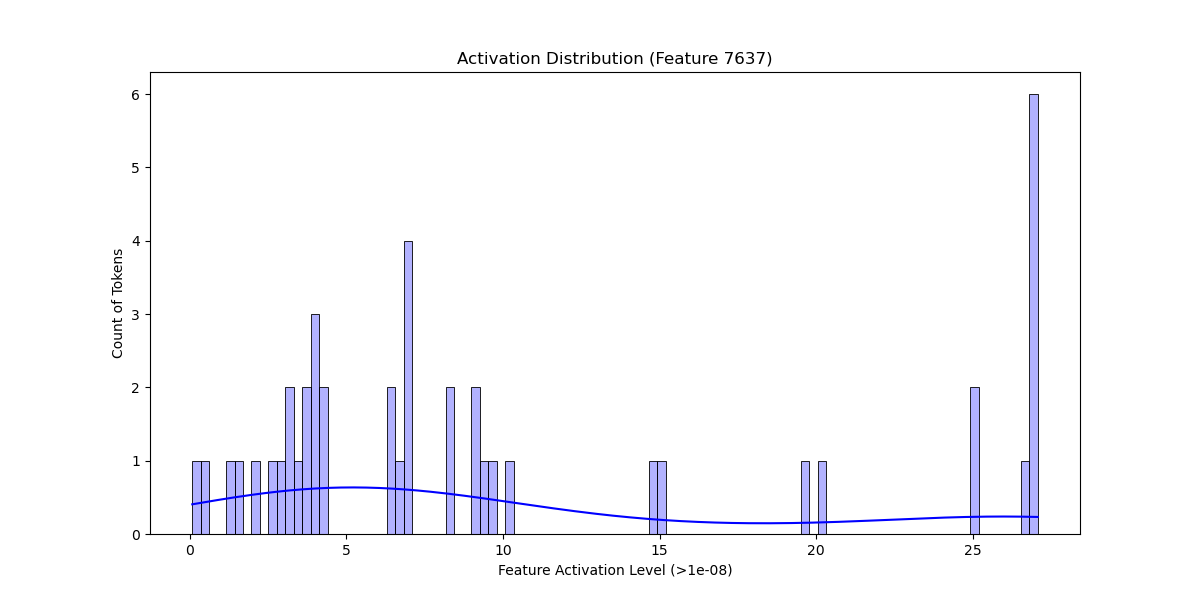 Activation Distribution (Feature 7637)
6
5
4
3
2
1
0
Count of Tokens
0 5 10 15 20 25
Feature Activation Level (>1e-08)